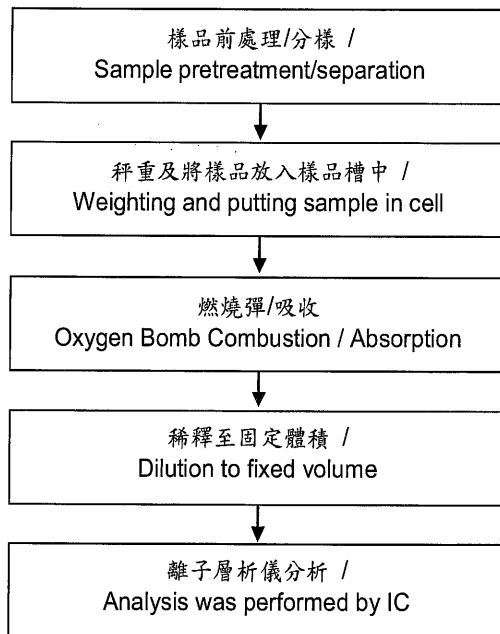 樣品前處理/分樣 /
Sample pretreatment/separation
秤重及將樣品放入樣品槽中 /
Weighting and putting sample in cell
燃燒彈/吸收
Oxygen Bomb Combustion / Absorption
稀釋至固定體積 /
Dilution to fixed volume
離子層析儀分析 /
Analysis was performed by IC